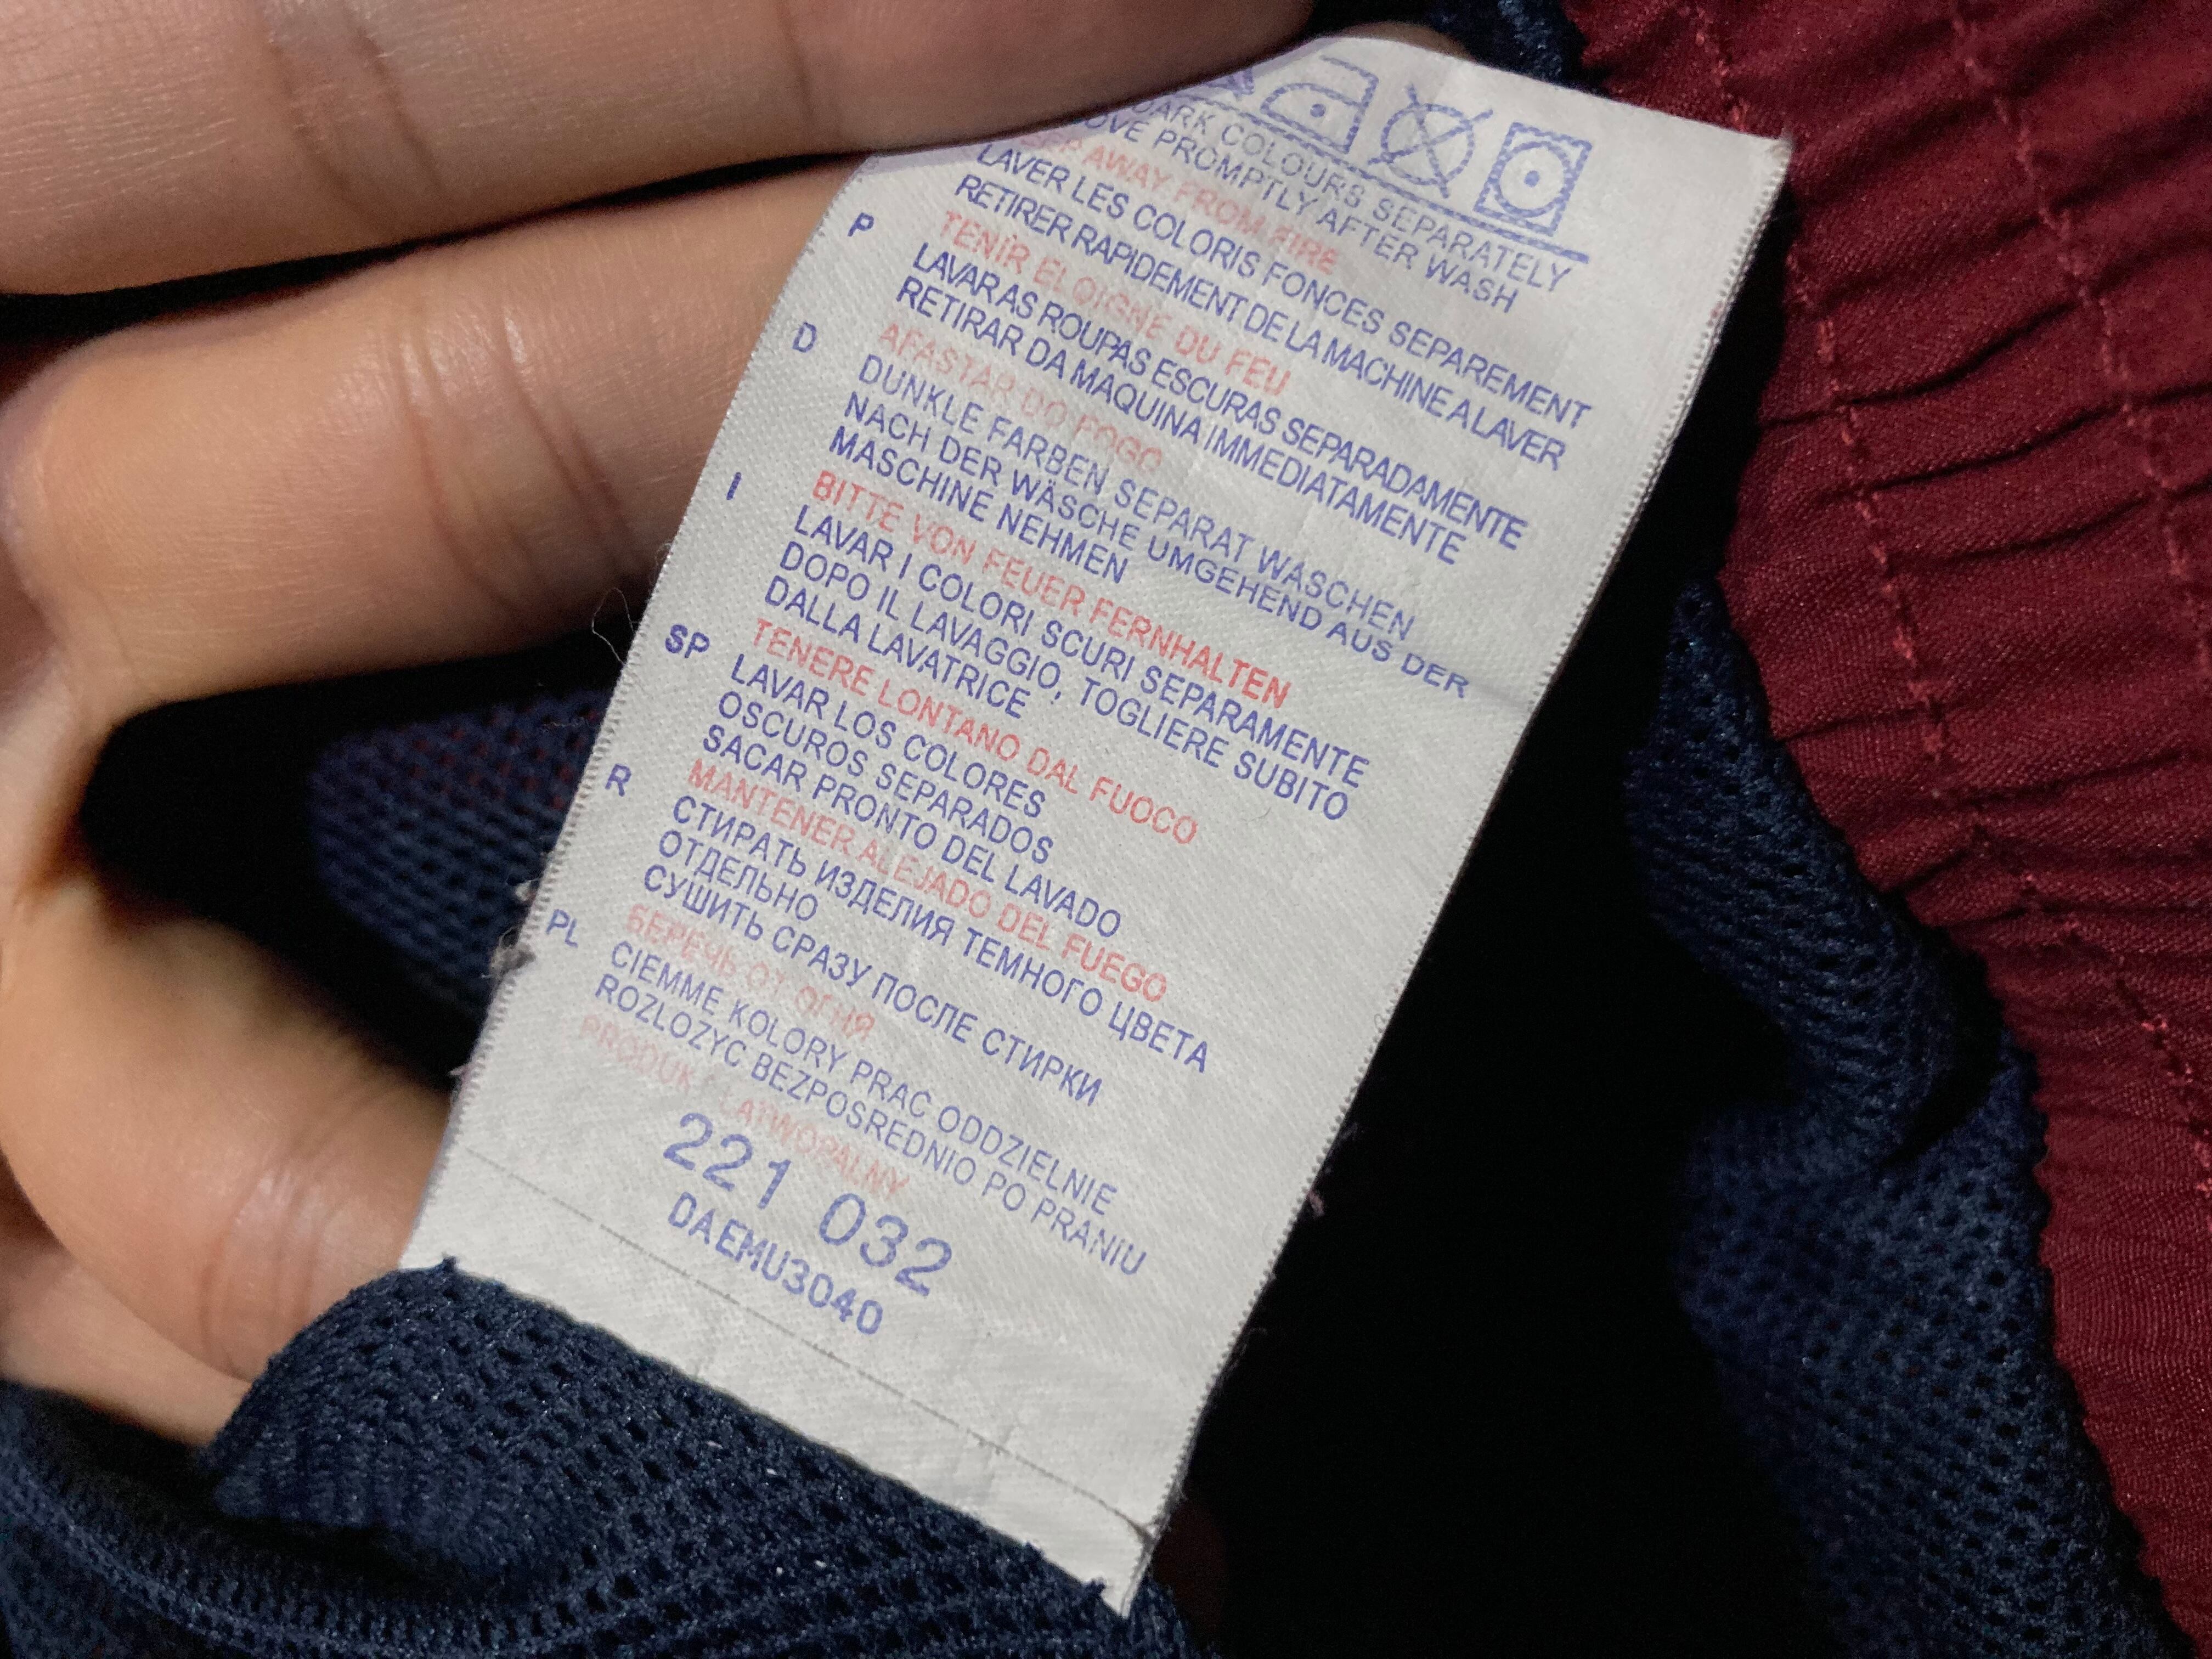 DARK COLOURS SEPARATELY
PROMPTLY AFTER WASH
AWAY FROM FIRE
LAVER LES COLORIS FONCES SEPAREMENT
RETIRER RAPIDEMENT DE LA MACHINE A LAVER
TENIR ELOIGNE DU FEU
P LAVAR AS ROUPAS ESCURAS SEPARADAMENTE
RETIRAR DA MAQUINA IMMEDIATAMENTE
AFASTAR DO FOGO
D DUNKLE FARBEN SEPARAT WASCHEN
NACH DER WÄSCHE UMGEHEND AUS DER
MASCHINE NEHMEN
BITTE VON FEUER FERNHALTEN
I LAVAR I COLORI SCURI SEPARAMENTE
DOPO IL LAVAGGIO, TOGLIERE SUBITO
DALLA LAVATRICE
TENERE LONTANO DAL FUOCO
SP LAVAR LOS COLORES
OSCUROS SEPARADOS
SACAR PRONTO DEL LAVADO
MANTENER ALEJADO DEL FUEGO
R СТИРАТЬ ИЗДЕЛИЯ ТЕМНОГО ЦВЕТА
ОТДЕЛЬНО
СУШИТЬ СРАЗУ ПОСЛЕ СТИРКИ
БЕРЕЧЬ ОТ ОГНЯ
PL CIEMME KOLORY PRAC ODDZIELNIE
ROZLOZYC BEZPOSREDNIO PO PRANIU
PRODUKT LATWOPALNY
221 032
DAEMU3040